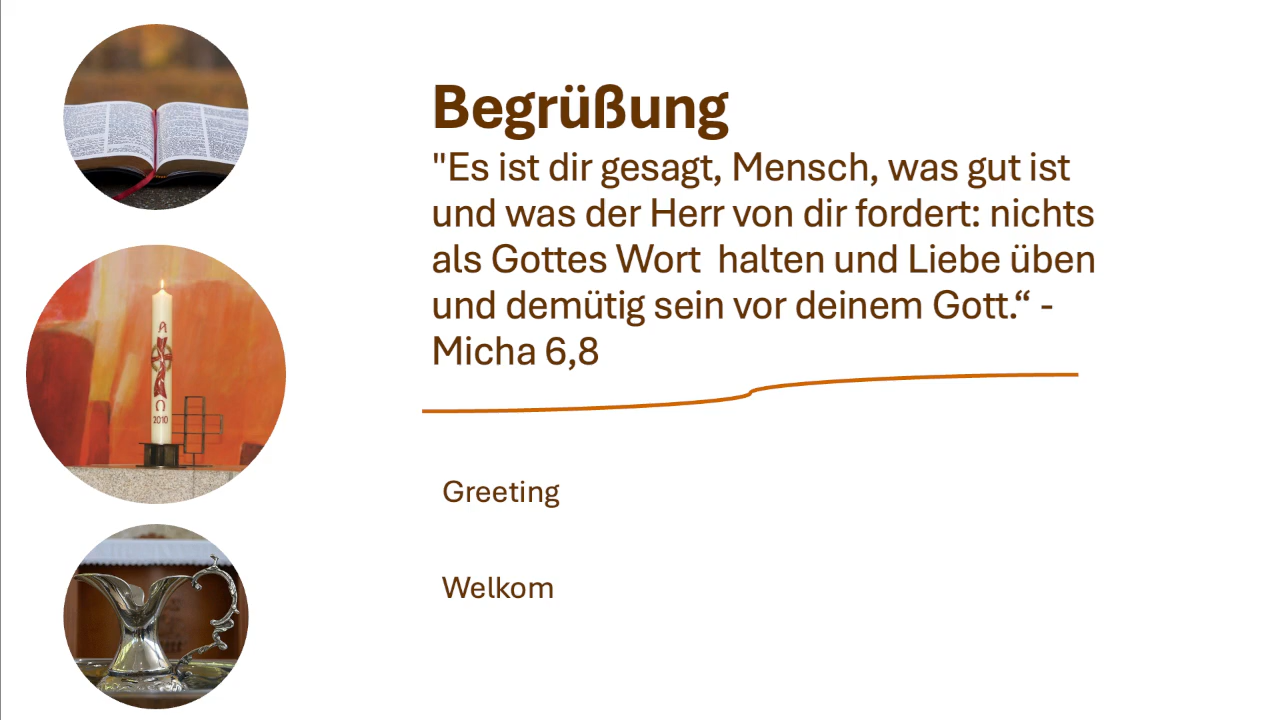 Begrüßung
"Es ist dir gesagt, Mensch, was gut ist
und was der Herr von dir fordert: nichts
als Gottes Wort  halten und Liebe üben
und demütig sein vor deinem Gott.“ -
Micha 6,8
A
Ω
2010
Greeting
Welkom